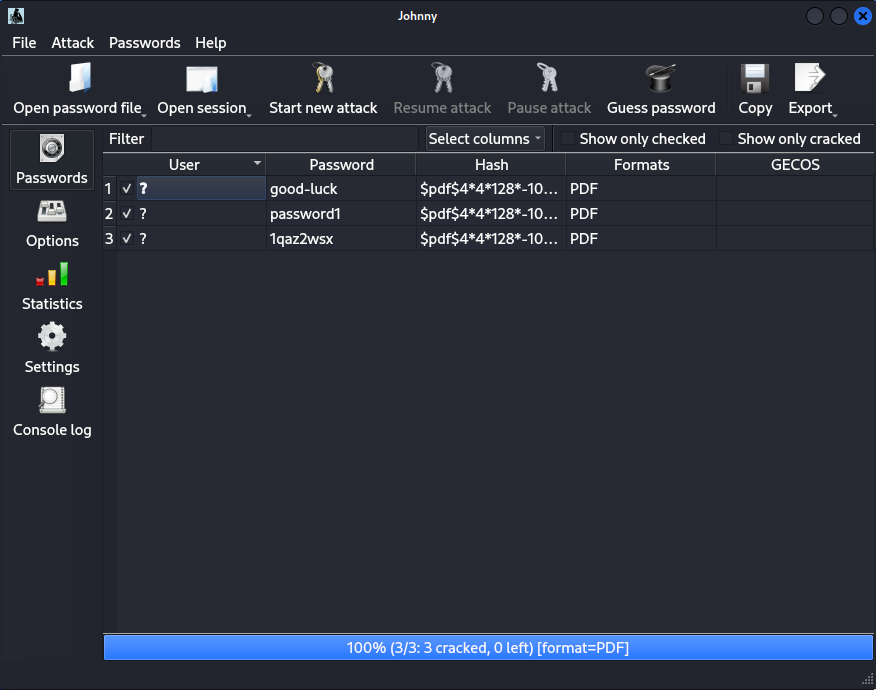 Johnny
File Attack Passwords Help
Open password file Open session Start new attack Resume attack Pause attack Guess password Copy Export
Passwords
Options
Statistics
Settings
Console log
Filter Select columns Show only checked Show only cracked
User Password Hash Formats GECOS
1 ? good-luck $pdf$4*4*128*-10... PDF
2 ? password1 $pdf$4*4*128*-10... PDF
3 ? 1qaz2wsx $pdf$4*4*128*-10... PDF
100% (3/3: 3 cracked, 0 left) [format=PDF]